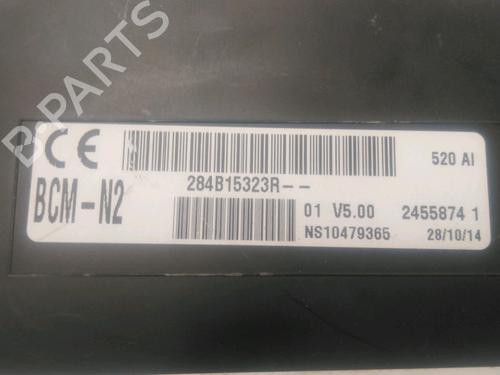 B-PARTS
CE
520 AI
284B15323R--
BCM-N2
01 V5.00 2455874 1
NS10479365 28/10/14